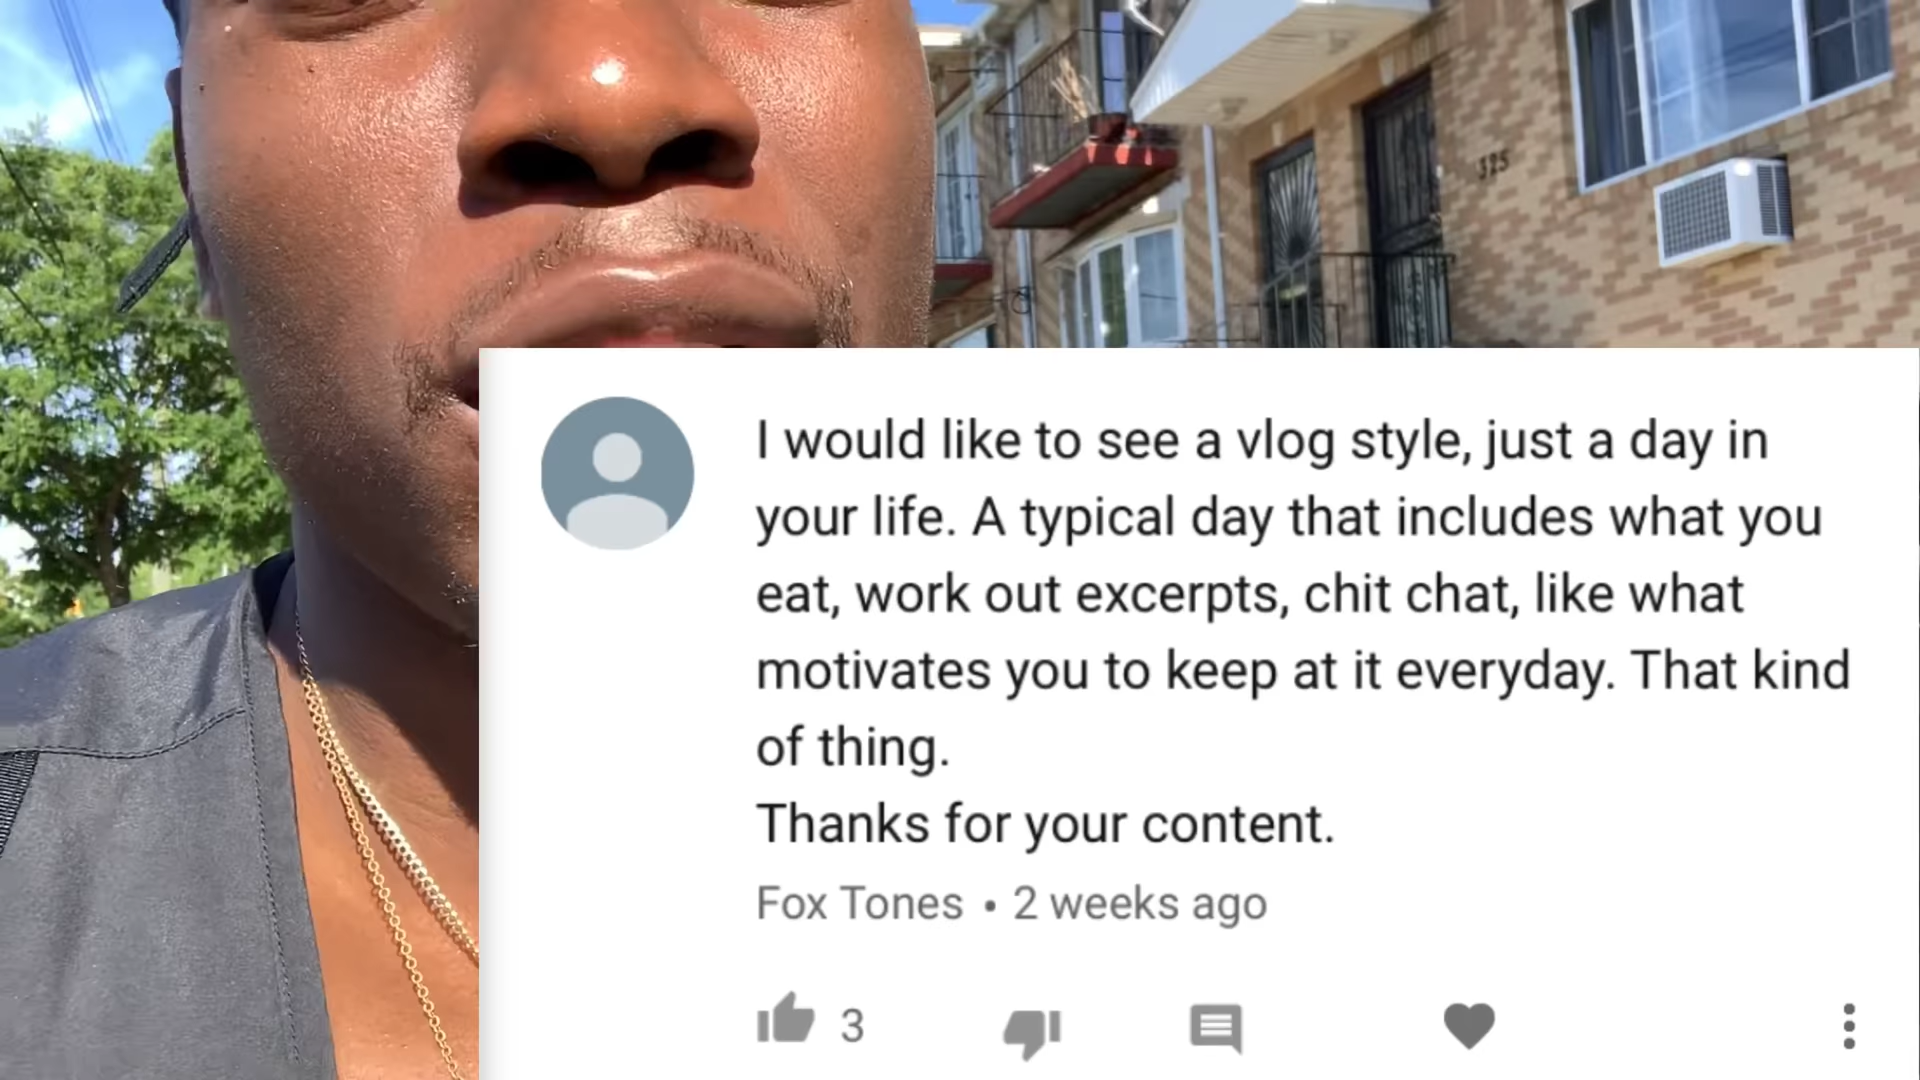 325
I would like to see a vlog style, just a day in
your life. A typical day that includes what you
eat, work out excerpts, chit chat, like what
motivates you to keep at it everyday. That kind
of thing.
Thanks for your content.
Fox Tones • 2 weeks ago
3